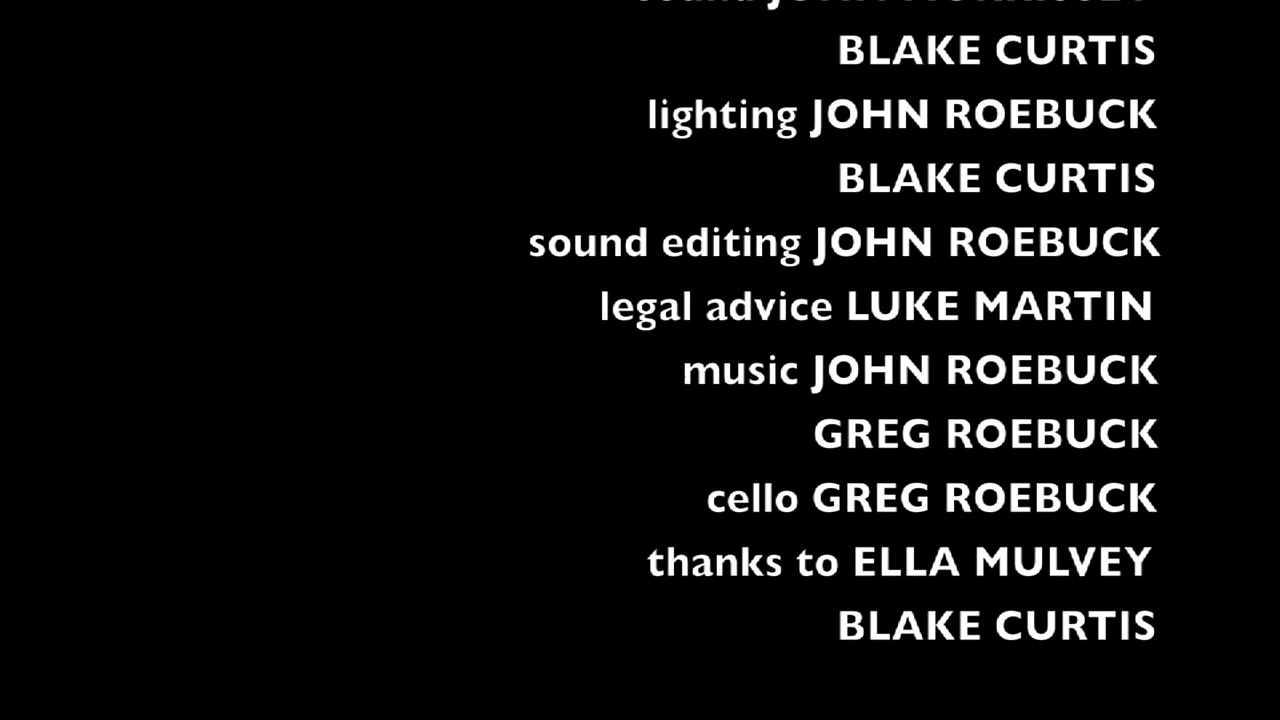 BLAKE CURTIS
lighting JOHN ROEBUCK
BLAKE CURTIS
sound editing JOHN ROEBUCK
legal advice LUKE MARTIN
music JOHN ROEBUCK
GREG ROEBUCK
cello GREG ROEBUCK
thanks to ELLA MULVEY
BLAKE CURTIS